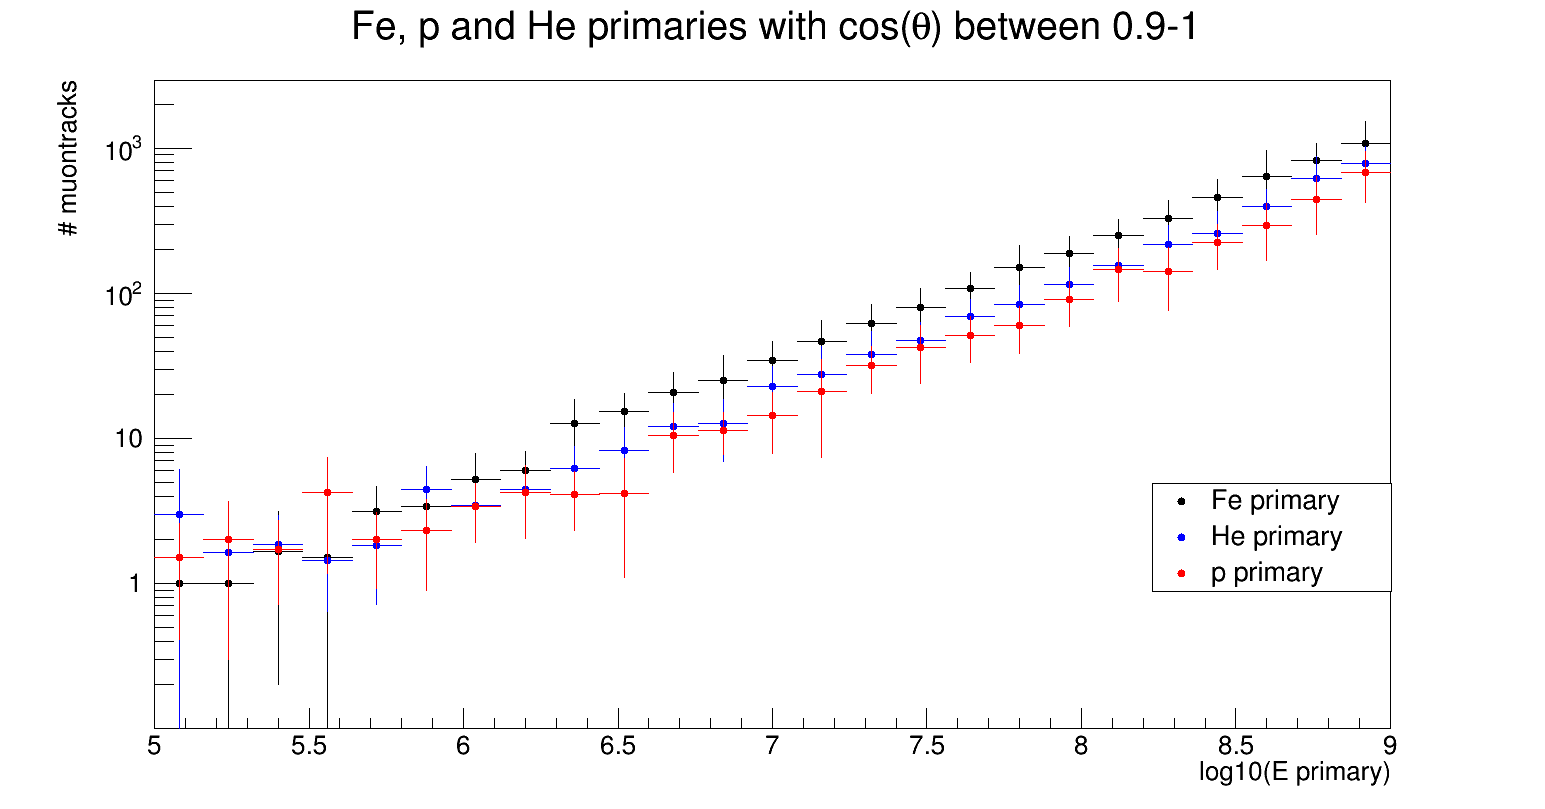 Fe, p and He primaries with cos(θ) between 0.9-1
# muontracks
10³
10²
10
1
5 5.5 6 6.5 7 7.5 8 8.5 9
log10(E primary)
Fe primary
He primary
p primary